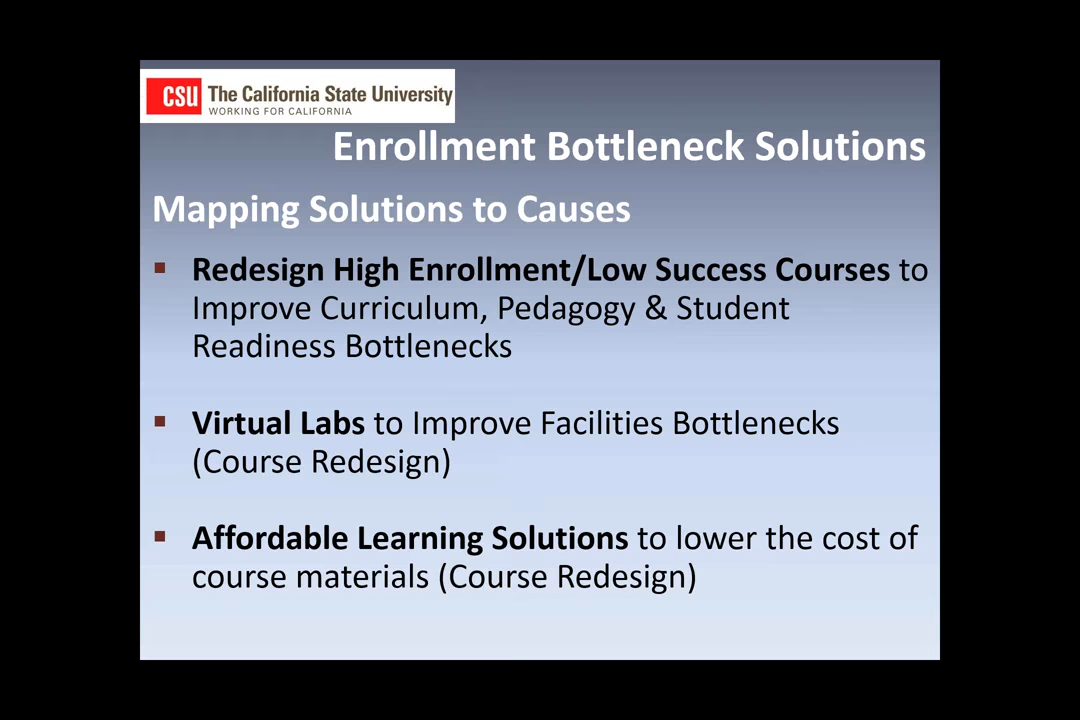 CSU The California State University
WORKING FOR CALIFORNIA
Enrollment Bottleneck Solutions
Mapping Solutions to Causes
▪ Redesign High Enrollment/Low Success Courses to
Improve Curriculum, Pedagogy & Student
Readiness Bottlenecks
▪ Virtual Labs to Improve Facilities Bottlenecks
(Course Redesign)
▪ Affordable Learning Solutions to lower the cost of
course materials (Course Redesign)